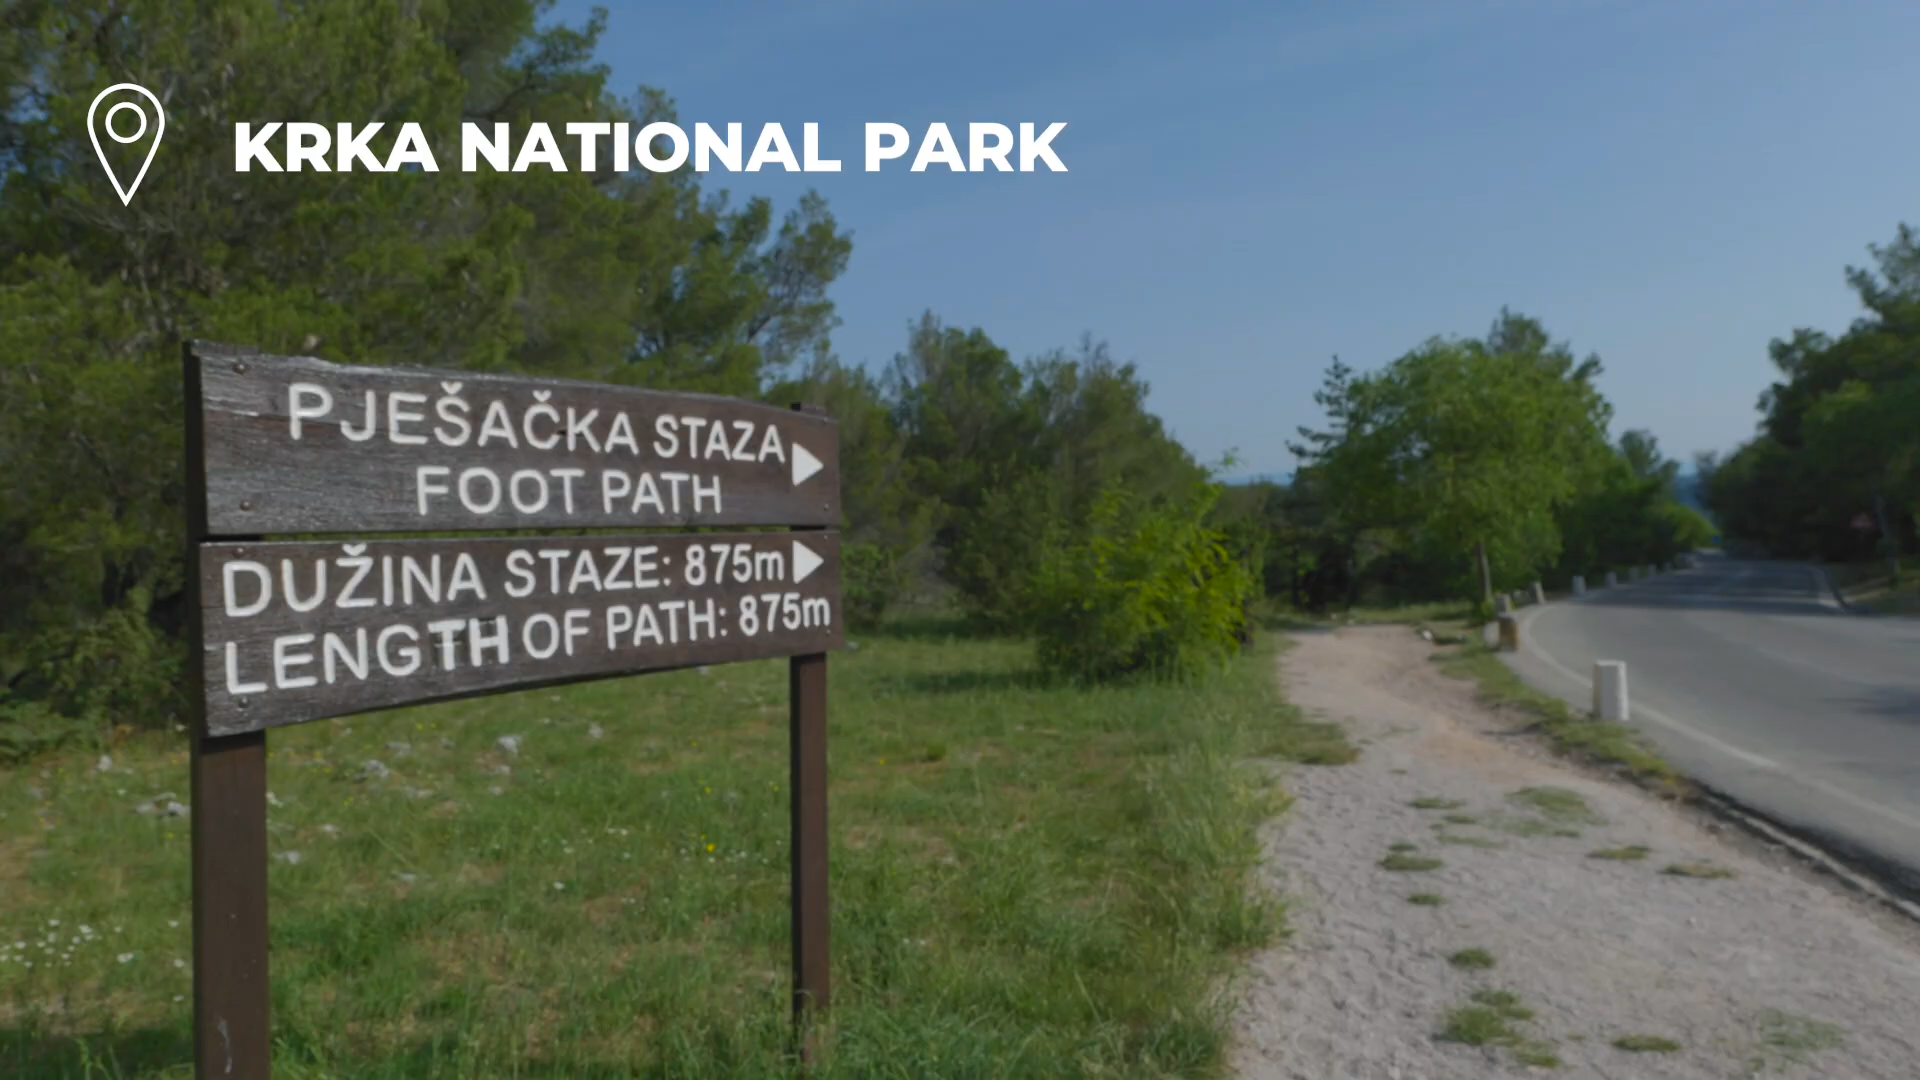 KRKA NATIONAL PARK
PJEŠAČKA STAZA
FOOT PATH
DUŽINA STAZE: 875m
LENGTH OF PATH: 875m